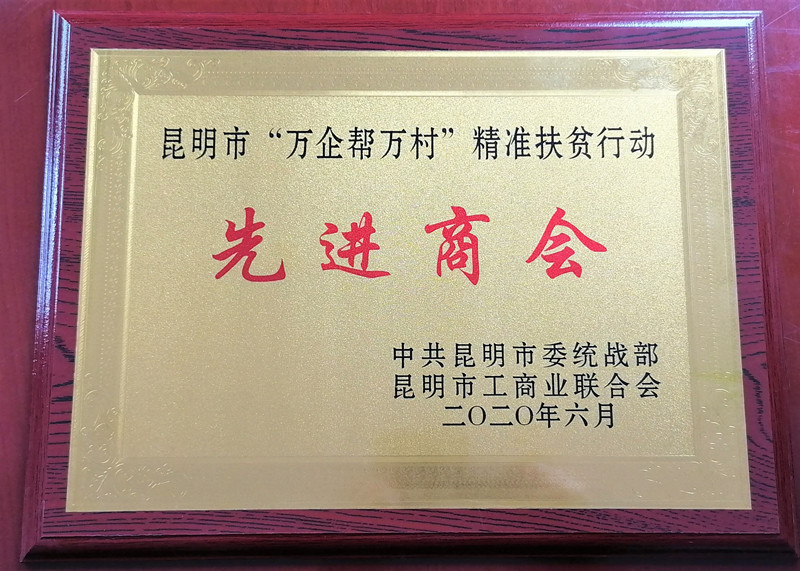 昆明市“万企帮万村”精准扶贫行动
先进商会
中共昆明市委统战部
昆明市工商业联合会
二〇二〇年六月